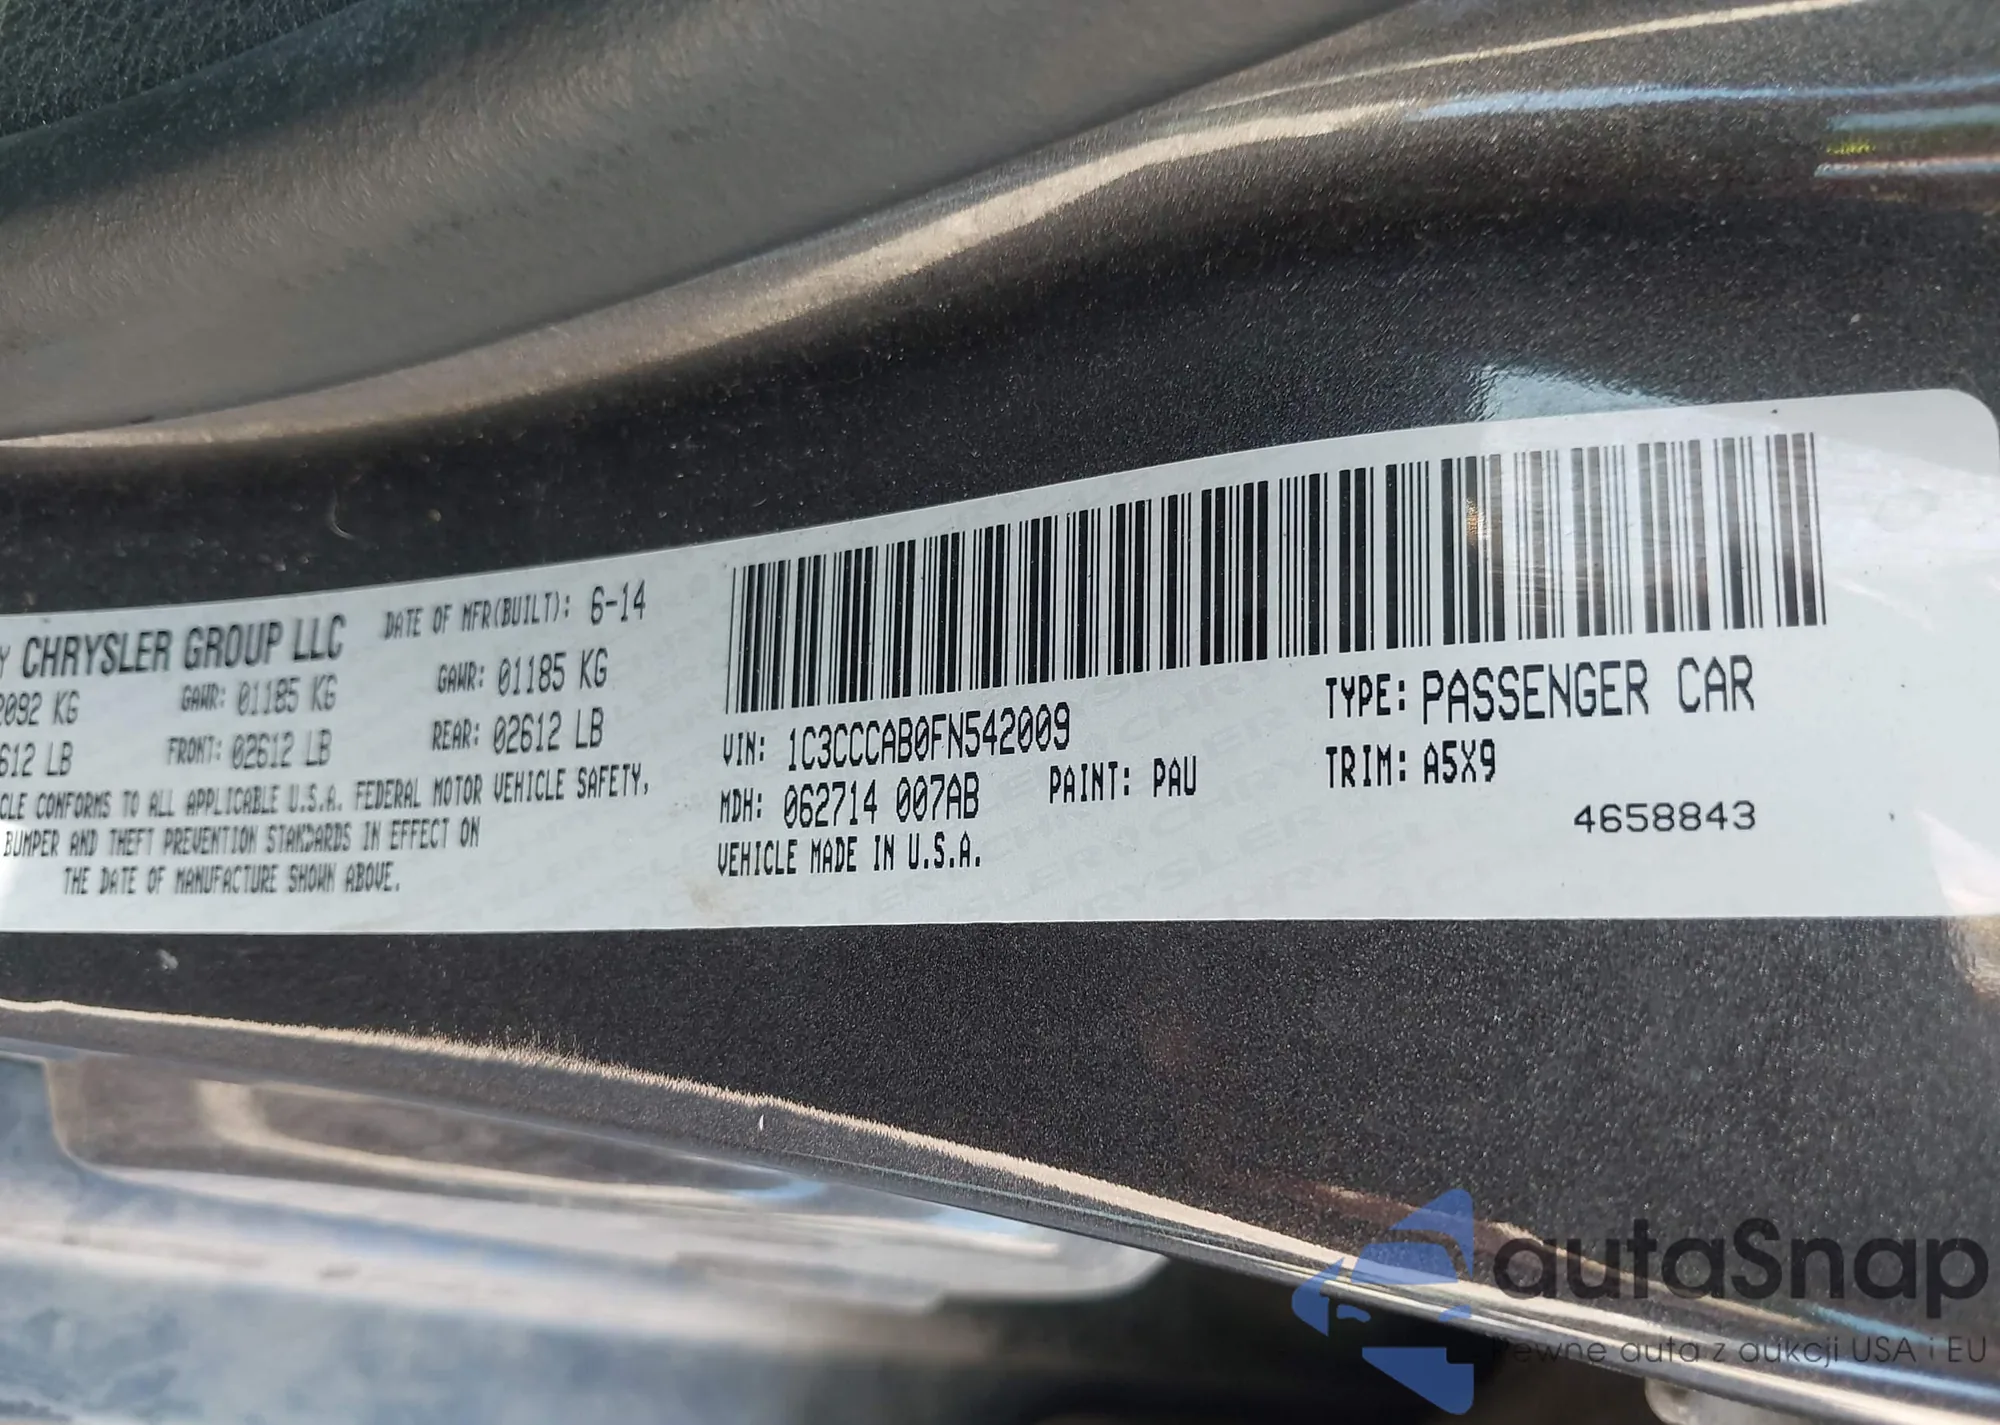 Y CHRYSLER GROUP LLC DATE OF MFR(BUILT): 6-14
2092 KG GAWR: 01185 KG GAWR: 01185 KG
612 LB FRONT: 02612 LB REAR: 02612 LB
CLE CONFORMS TO ALL APPLICABLE U.S.A. FEDERAL MOTOR VEHICLE SAFETY,
BUMPER AND THEFT PREVENTION STANDARDS IN EFFECT ON
THE DATE OF MANUFACTURE SHOWN ABOVE.
VIN: 1C3CCCAB0FN542009 TYPE: PASSENGER CAR
MDH: 062714 007AB PAINT: PAU TRIM: A5X9
VEHICLE MADE IN U.S.A. 4658843
autaSnap
Pewne auta z aukcji USA i EU